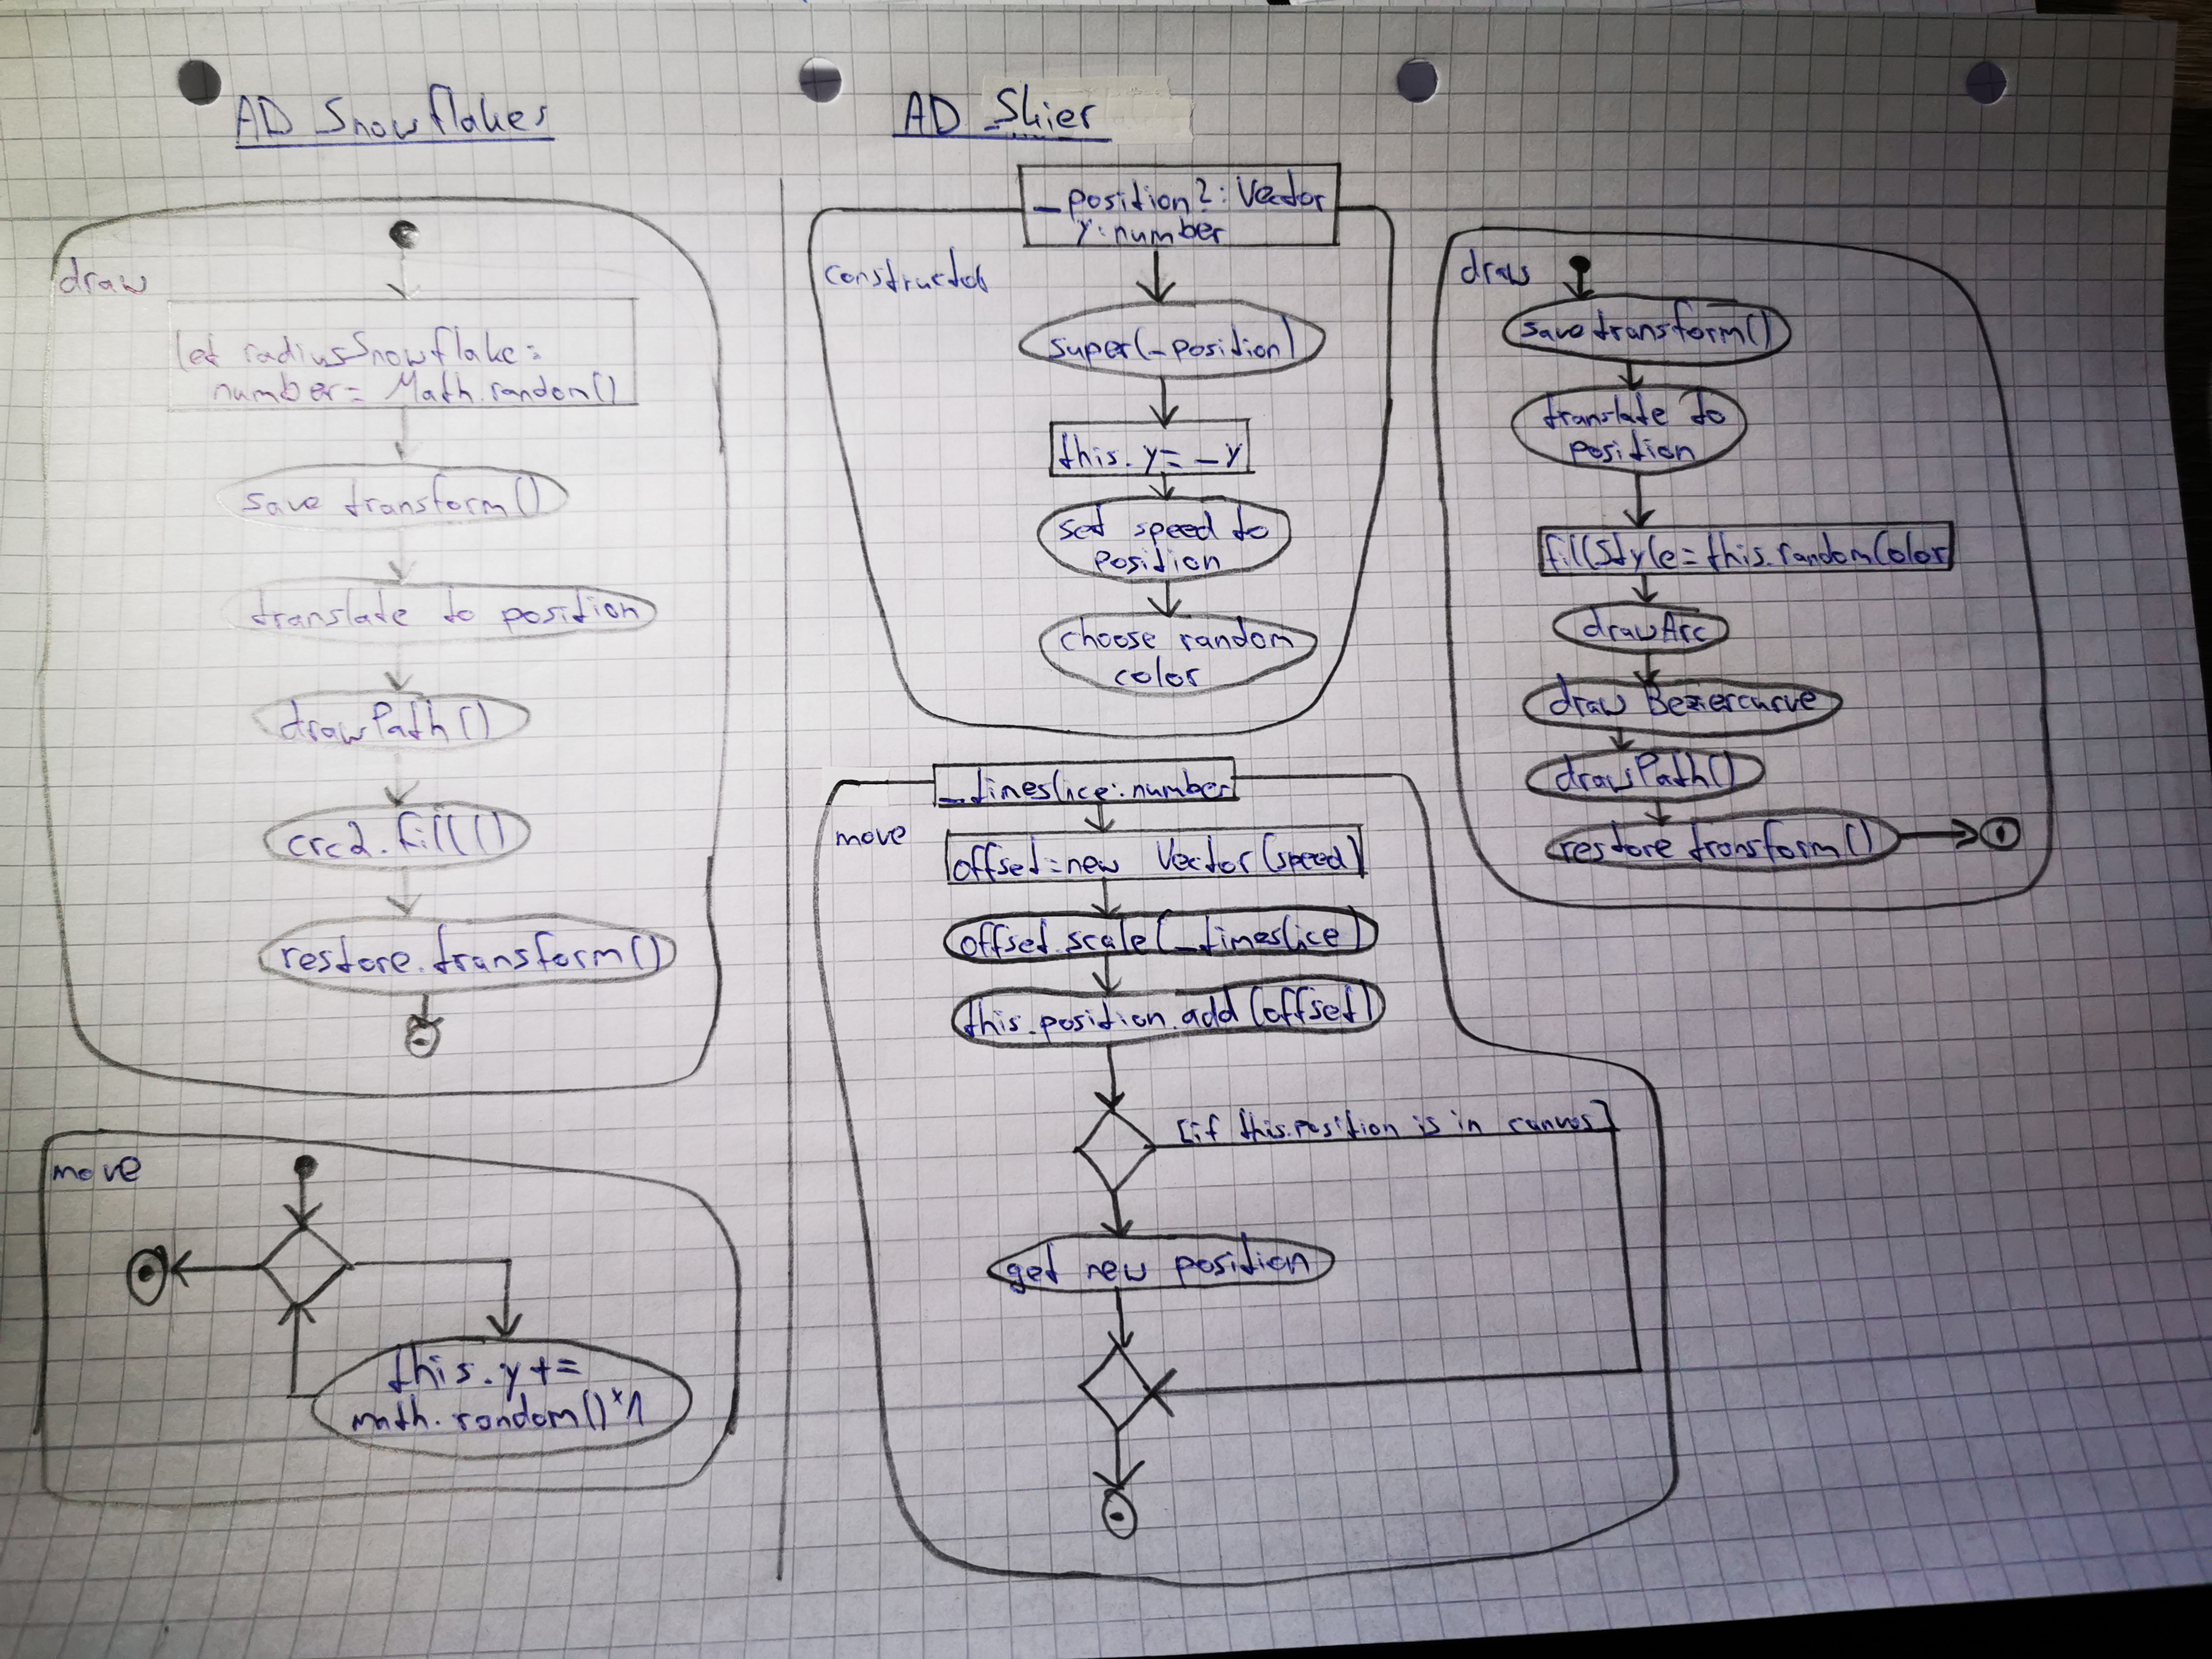 AD Snowflakes
draw
let radiusSnowflake:
number= Math.random()
save transform()
translate to position
drawPath()
crc2.fill()
restore.transform()
move
this.y +=
math.random()*1
AD Skier
_position?: Vector
y:number
constructor
super(_position)
this.y= _y
set speed to
position
choose random
color
_timeslice:number
move
offset=new Vector(speed)
offset.scale(_timeslice)
this.position.add(offset)
[if this.position is in canvas]
get new position
draw
save transform()
translate to
position
fillStyle=this.randomColor
drawArc
draw Beziercurve
drawPath()
restore transform()